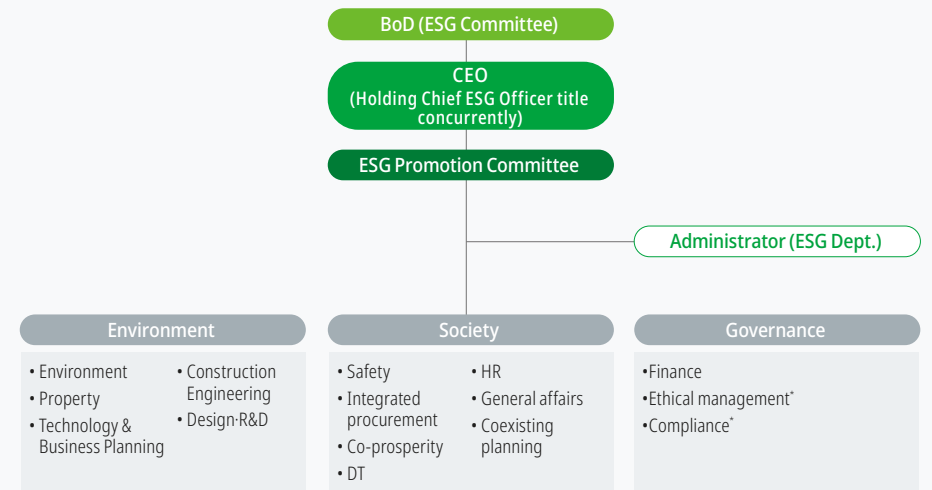 BoD (ESG Committee)
CEO
(Holding Chief ESG Officer title
concurrently)
ESG Promotion Committee
Administrator (ESG Dept.)
Environment
• Environment
• Property
• Technology &
Business Planning
• Construction
Engineering
• Design·R&D
Society
• Safety
• Integrated
procurement
• Co-prosperity
• DT
• HR
• General affairs
• Coexisting
planning
Governance
•Finance
•Ethical management*
•Compliance*